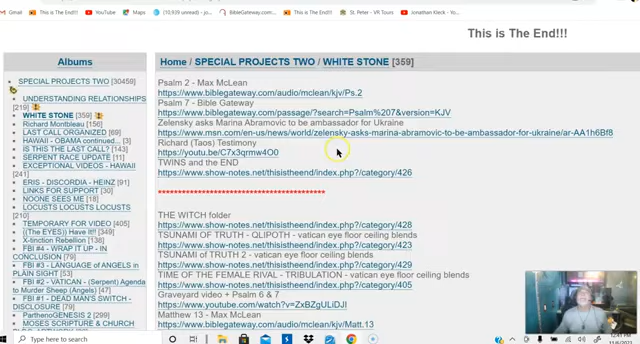 (10,939 unread)
This is The End!!!
YouTube
Maps
BibleGateway.com
This is The End!!!
St. Peter - VR Tours
Jonathan Kleck - Yo
This is The End!!!
Albums
SPECIAL PROJECTS TWO [30459]
UNDERSTANDING RELATIONSHIPS
[219]
WHITE STONE [359]
Richard Montbleau [156]
LAST CALL ORGANIZED [69]
HAWAII - OBAMA continued...
[3]
IS THIS THE LAST CALL? [143]
SERPENT RACE UPDATE [11]
EXCEPTIONAL VIDEOS - HAWAII
[241]
ERIS - DISCORDIA - HEINZ [91]
LINKS FOR SUPPORT [30]
NOONE SEES ME [18]
LOCUSTS LOCUSTS LOCUSTS
[210]
TEMPORARY FOR VIDEO [405]
((The EYES)) Have It!! [349]
X-tinction Rebellion [136]
FBI #4 - WRAP IT UP - IN
CONCLUSION [79]
FBI #3 - LANGUAGE of ANGELS in
PLAIN SIGHT [53]
FBI #2 - VATICAN - (Serpent) Agenda
to Murder Sheep (Angels) [47]
FBI #1 - DEAD MAN'S SWITCH -
DISCLOSURE [79]
ParthenoGENESIS 2 [299]
MOSES SCRIPTURE & CHURCH
Home / SPECIAL PROJECTS TWO / WHITE STONE [359]
Psalm 2 - Max McLean
https://www.biblegateway.com/audio/mclean/kjv/Ps.2
Psalm 7 - Bible Gateway
https://www.biblegateway.com/passage/?search=Psalm%207&version=KJV
Zelensky asks Marina Abramovic to be ambassador for Ukraine
https://www.msn.com/en-us/news/world/zelensky-asks-marina-abramovic-to-be-ambassador-for-ukraine/ar-AA1h6Bf8
Richard (Taos) Testimony
https://youtu.be/C7x3qrmw4O0
TWINS and the END
https://www.show-notes.net/thisistheend/index.php?/category/426
******************************************
THE WITCH folder
https://www.show-notes.net/thisistheend/index.php?/category/428
TSUNAMI of TRUTH - QLIPOTH - vatican eye floor ceiling blends
https://www.show-notes.net/thisistheend/index.php?/category/423
TSUNAMI of TRUTH 2 - vatican eye floor ceiling blends
https://www.show-notes.net/thisistheend/index.php?/category/429
TIME OF THE FEMALE RIVAL - TRIBULATION - vatican eye floor ceiling blends
https://www.show-notes.net/thisistheend/index.php?/category/405
Graveyard video + Psalm 6 & 7
https://www.youtube.com/watch?v=ZxBZgULiDJI
Matthew 13 - Max McLean
https://www.biblegateway.com/audio/mclean/kjv/Matt.13
Type here to search
12:41 PM
11/6/2023